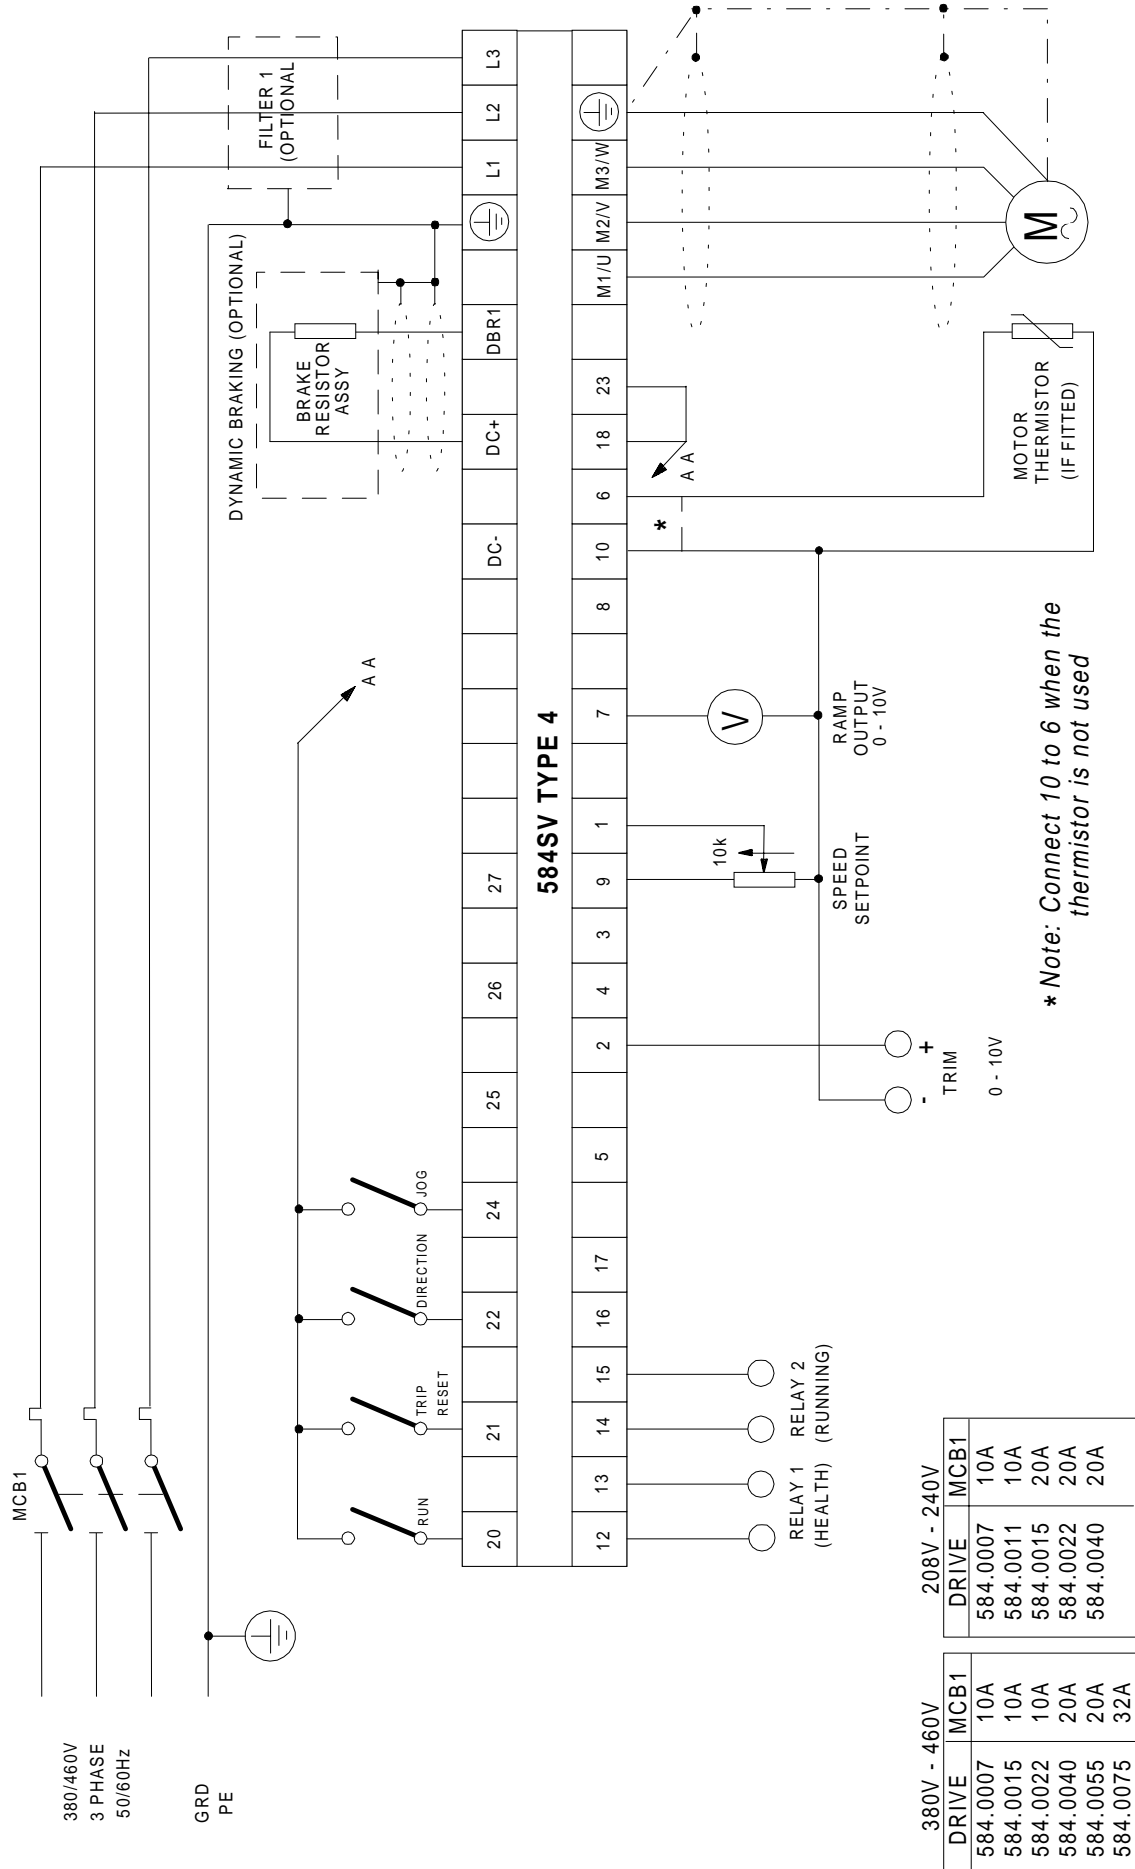 380/460V
3 PHASE
50/60Hz
GRD
PE
MCB1
FILTER 1
(OPTIONAL
DYNAMIC BRAKING (OPTIONAL)
BRAKE
RESISTOR
ASSY
A A
RUN
TRIP
RESET
DIRECTION
JOG
20
21
22
24
25
26
27
DC-
DC+
DBR1
L1
L2
L3
584SV TYPE 4
12
13
14
15
16
17
5
2
4
3
9
1
7
8
10
6
18
23
M1/U
M2/V
M3/W
*
A A
10k
V
M
RELAY 1
(HEALTH)
RELAY 2
(RUNNING)
- +
TRIM
0 - 10V
SPEED
SETPOINT
RAMP
OUTPUT
0 - 10V
MOTOR
THERMISTOR
(IF FITTED)
* Note: Connect 10 to 6 when the
thermistor is not used
380V - 460V
DRIVE MCB1
584.0007 10A
584.0015 10A
584.0022 10A
584.0040 20A
584.0055 20A
584.0075 32A
208V - 240V
DRIVE MCB1
584.0007 10A
584.0011 10A
584.0015 20A
584.0022 20A
584.0040 20A